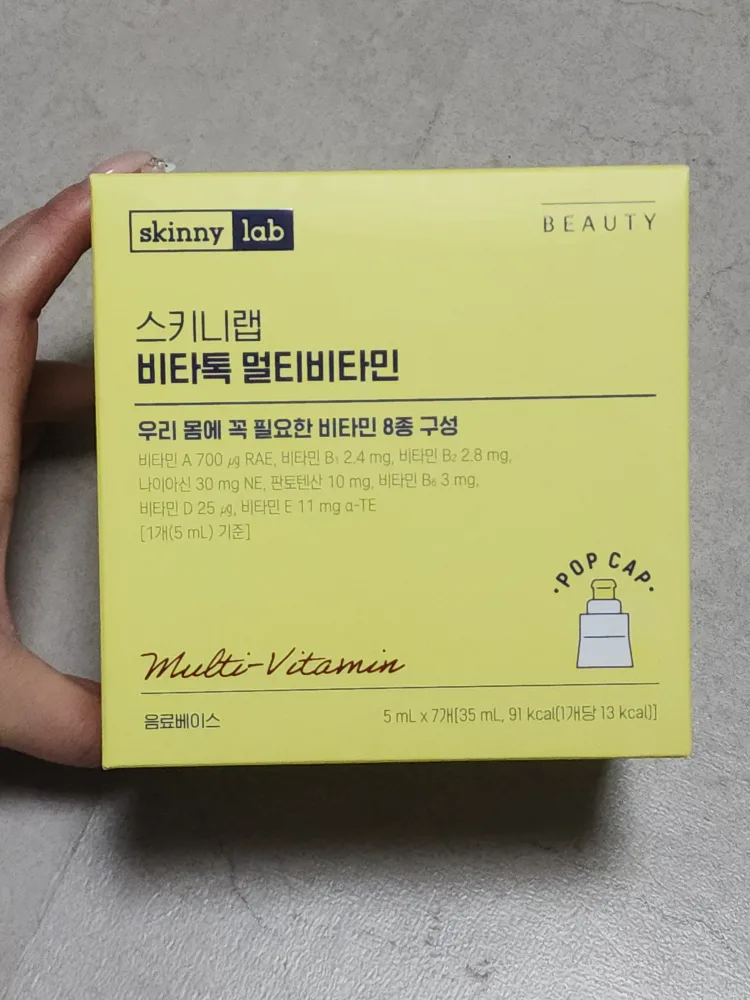 skinny lab
BEAUTY
스키니랩
비타톡 멀티비타민
우리 몸에 꼭 필요한 비타민 8종 구성
비타민 A 700 ㎍ RAE, 비타민 B₁ 2.4 mg, 비타민 B₂ 2.8 mg,
나이아신 30 mg NE, 판토텐산 10 mg, 비타민 B₆ 3 mg,
비타민 D 25 ㎍, 비타민 E 11 mg α-TE
[1개(5 mL) 기준]
·POP CAP·
Multi-Vitamin
음료베이스
5 mL x 7개[35 mL, 91 kcal(1개당 13 kcal)]